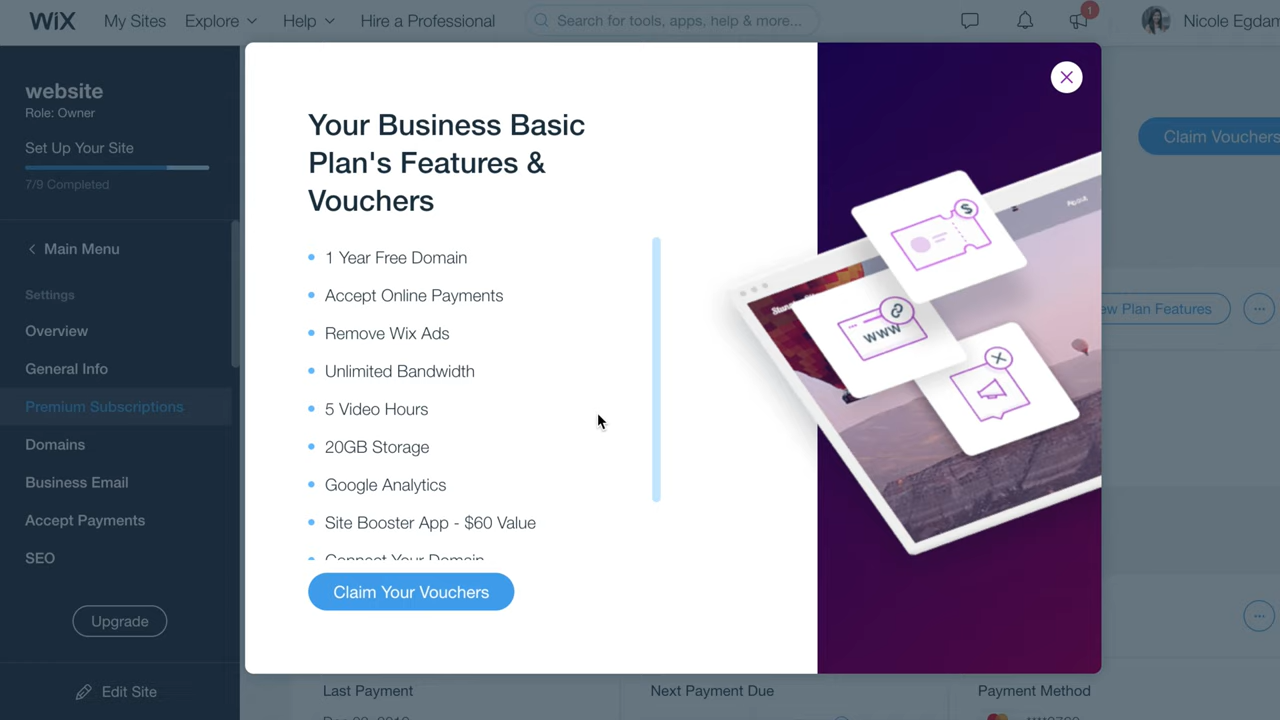 WiX
My Sites
Explore
Help
Hire a Professional
Search for tools, apps, help & more...
1
Nicole Egdam
website
Role: Owner
Set Up Your Site
7/9 Completed
Main Menu
Settings
Overview
General Info
Premium Subscriptions
Domains
Business Email
Accept Payments
SEO
Upgrade
Edit Site
Your Business Basic
Plan's Features &
Vouchers
1 Year Free Domain
Accept Online Payments
Remove Wix Ads
Unlimited Bandwidth
5 Video Hours
20GB Storage
Google Analytics
Site Booster App - $60 Value
Connect Your Domain
Claim Your Vouchers
$
WWW
Claim Vouchers
Plan Features
Last Payment
Next Payment Due
Payment Method